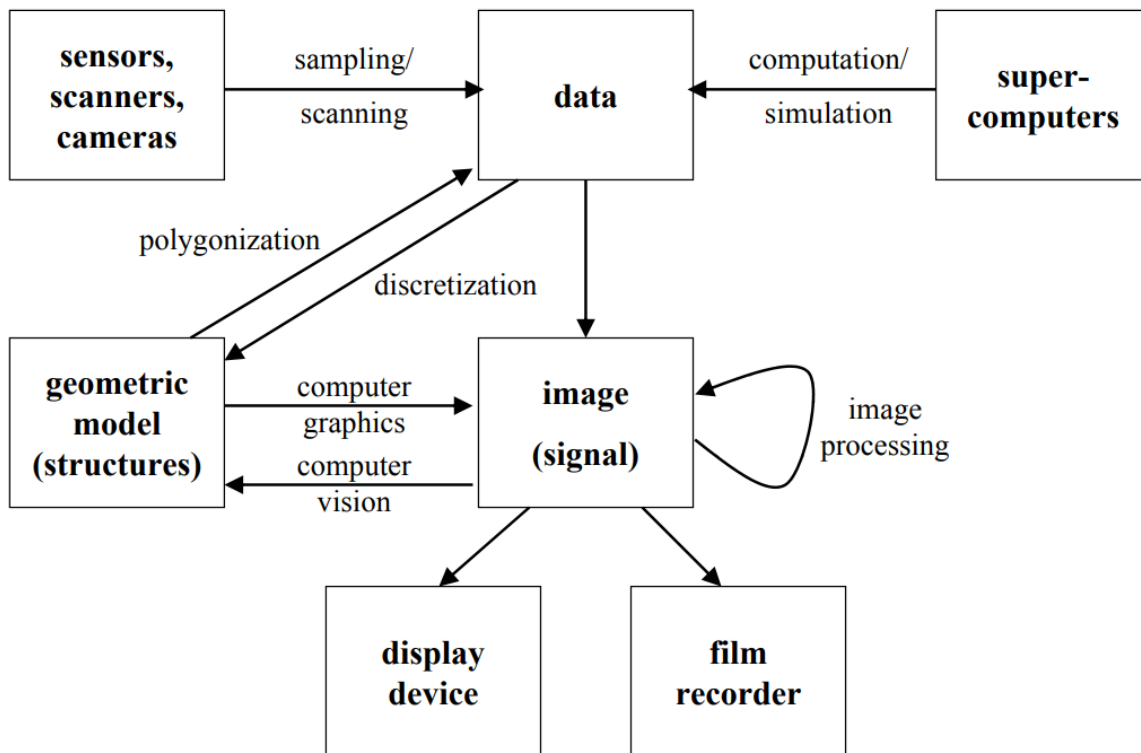 sensors,
scanners,
cameras
sampling/
scanning
data
computation/
simulation
super-
computers
polygonization
discretization
geometric
model
(structures)
computer
graphics
computer
vision
image
(signal)
image
processing
display
device
film
recorder